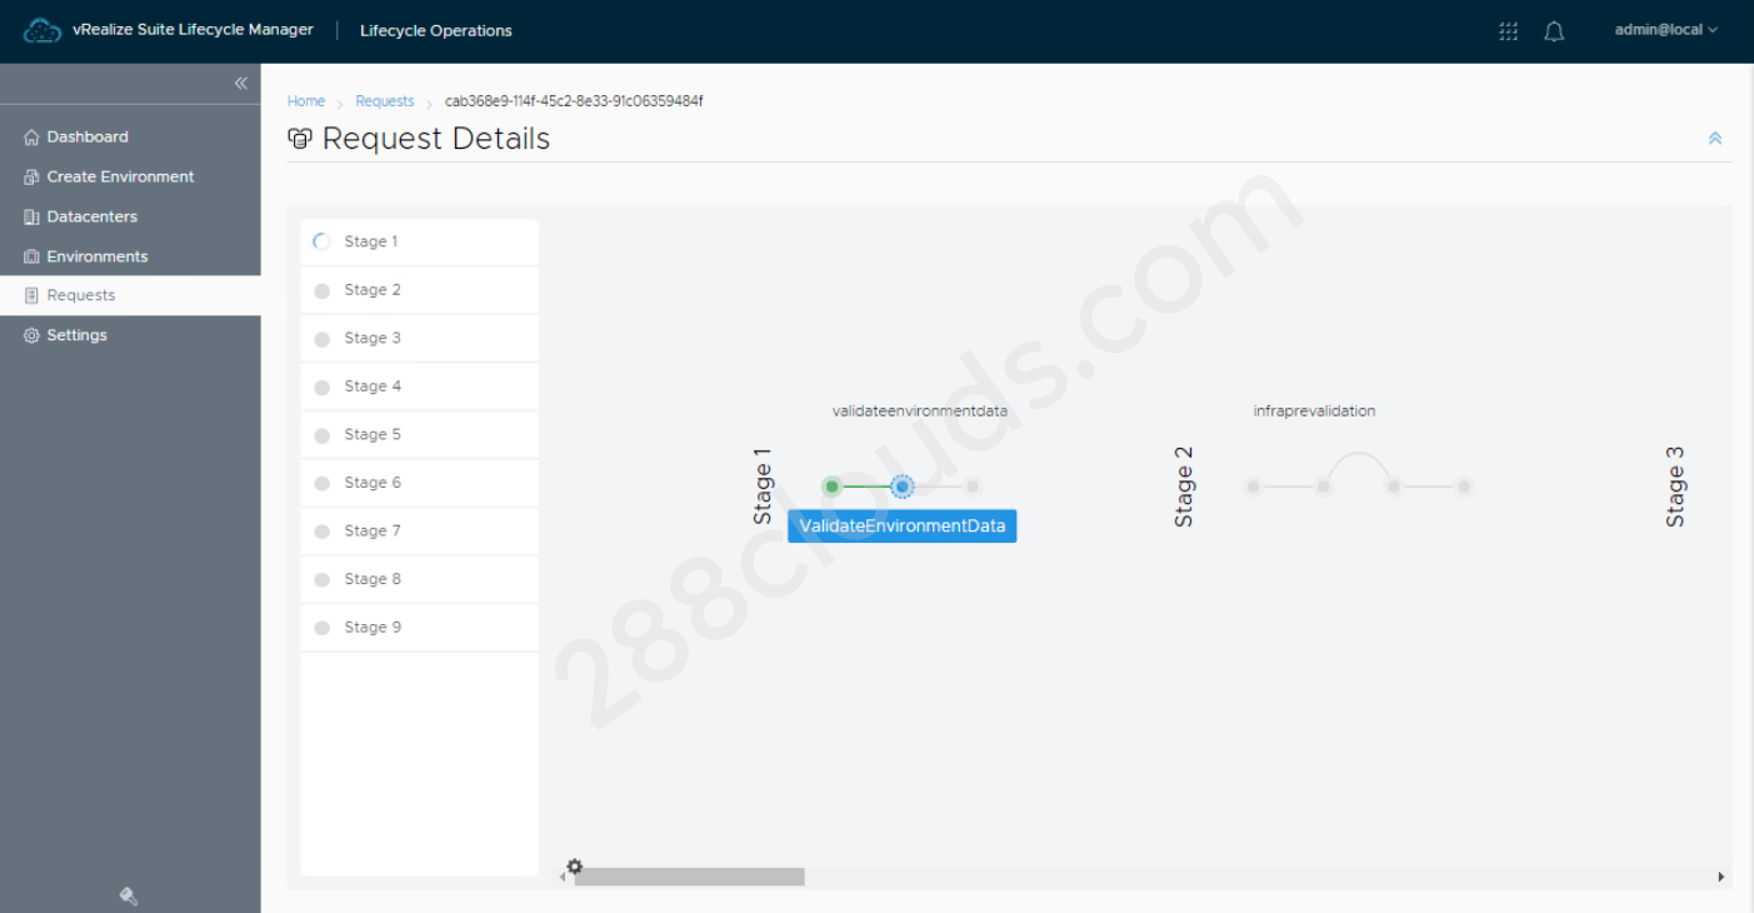 vRealize Suite Lifecycle Manager
Lifecycle Operations
admin@local
Dashboard
Create Environment
Datacenters
Environments
Requests
Settings
Home
Requests
cab368e9-114f-45c2-8e33-91c06359484f
Request Details
Stage 1
Stage 2
Stage 3
Stage 4
Stage 5
Stage 6
Stage 7
Stage 8
Stage 9
Stage 1
validateenvironmentdata
ValidateEnvironmentData
Stage 2
infraprevalidation
Stage 3
288clouds.com